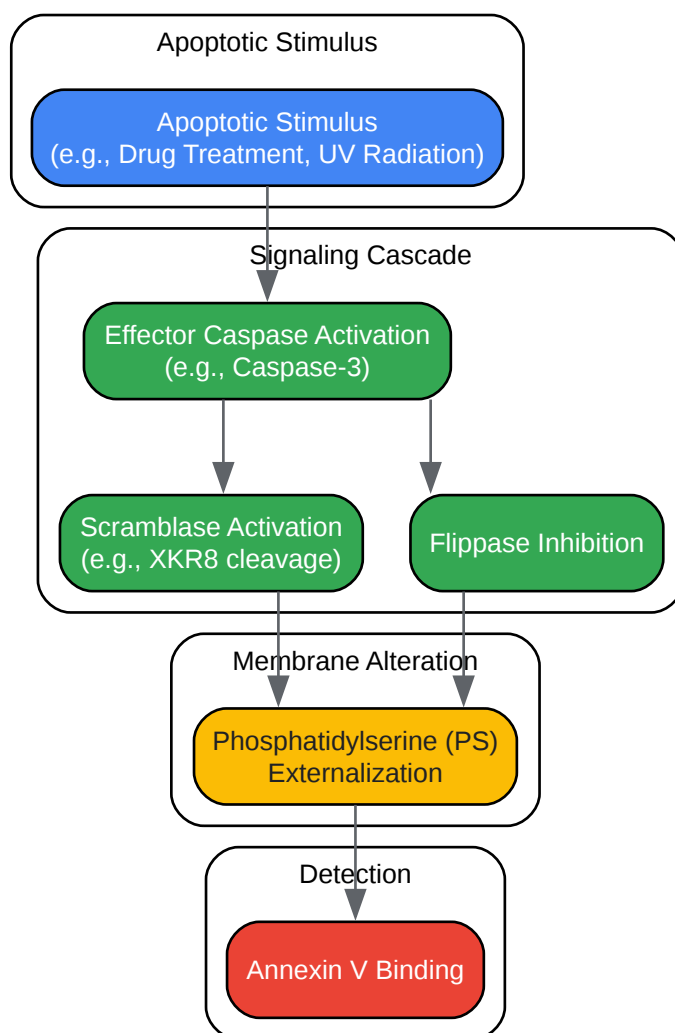 Apoptotic Stimulus
Apoptotic Stimulus
(e.g., Drug Treatment, UV Radiation)
Signaling Cascade
Effector Caspase Activation
(e.g., Caspase-3)
Scramblase Activation
(e.g., XKR8 cleavage)
Flippase Inhibition
Membrane Alteration
Phosphatidylserine (PS)
Externalization
Detection
Annexin V Binding